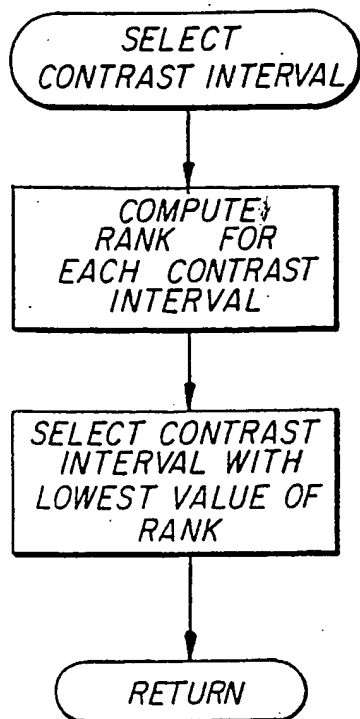 SELECT
CONTRAST INTERVAL
COMPUTE
RANK FOR
EACH CONTRAST
INTERVAL
SELECT CONTRAST
INTERVAL WITH
LOWEST VALUE OF
RANK
RETURN